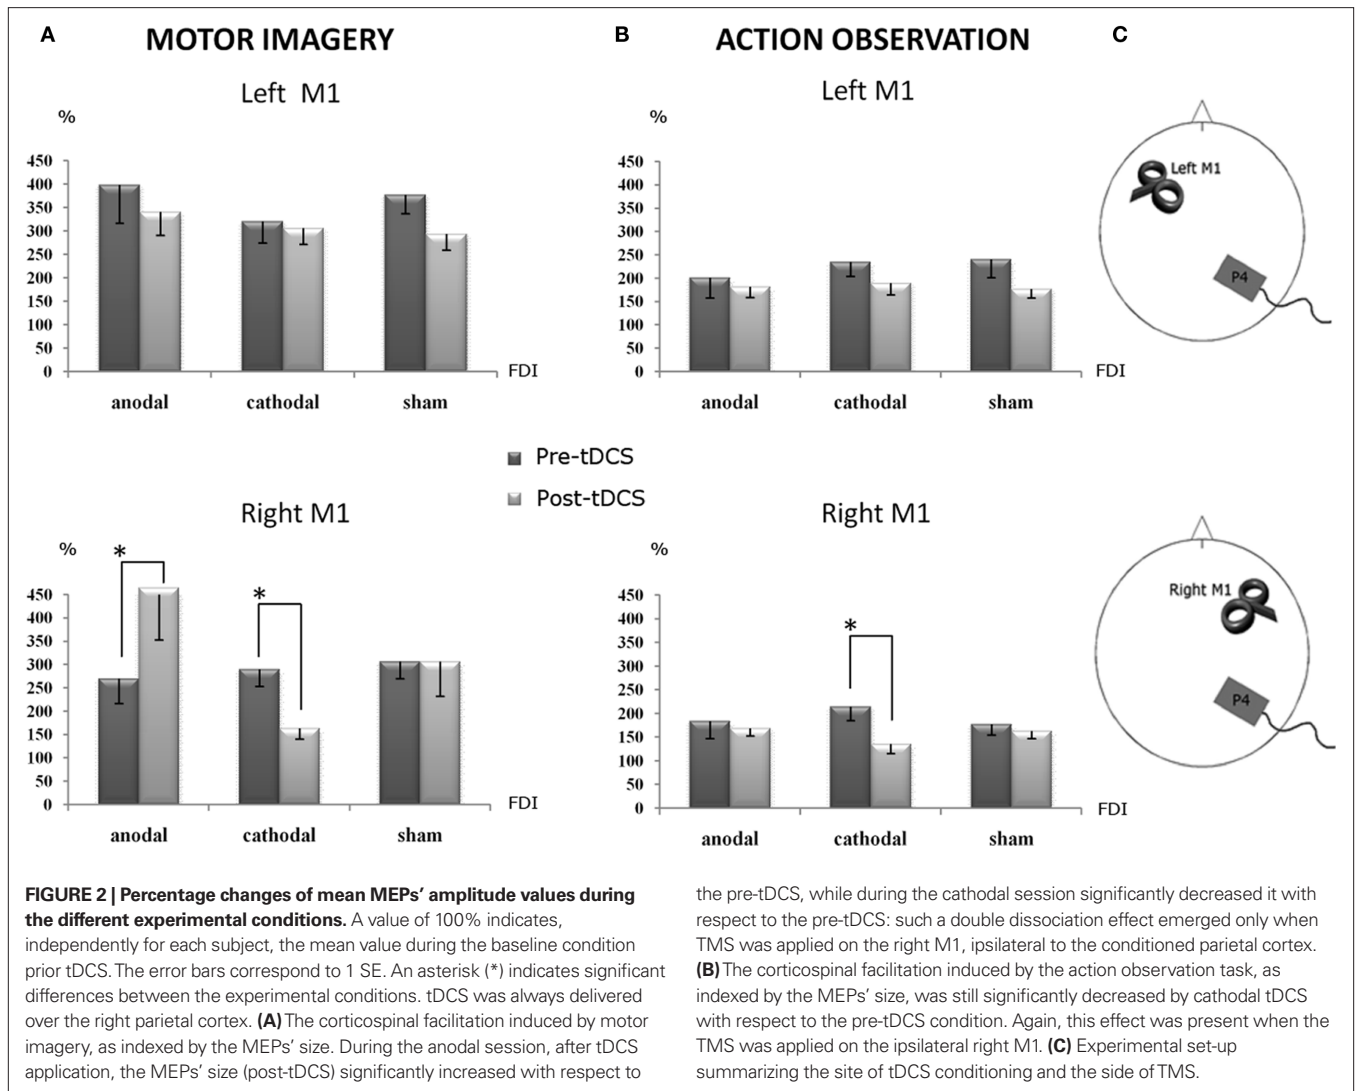 A
MOTOR IMAGERY
Left M1
%
450
400
350
300
250
200
150
100
50
0
anodal
cathodal
sham
FDI
B
ACTION OBSERVATION
Left M1
%
450
400
350
300
250
200
150
100
50
0
anodal
cathodal
sham
FDI
C
Left M1
P4
Pre-tDCS
Post-tDCS
Right M1
%
*
*
450
400
350
300
250
200
150
100
50
0
anodal
cathodal
sham
FDI
Right M1
%
*
450
400
350
300
250
200
150
100
50
0
anodal
cathodal
sham
FDI
Right M1
P4
FIGURE 2 | Percentage changes of mean MEPs' amplitude values during
the different experimental conditions. A value of 100% indicates,
independently for each subject, the mean value during the baseline condition
prior tDCS. The error bars correspond to 1 SE. An asterisk (*) indicates significant
differences between the experimental conditions. tDCS was always delivered
over the right parietal cortex. (A) The corticospinal facilitation induced by motor
imagery, as indexed by the MEPs' size. During the anodal session, after tDCS
application, the MEPs' size (post-tDCS) significantly increased with respect to
the pre-tDCS, while during the cathodal session significantly decreased it with
respect to the pre-tDCS: such a double dissociation effect emerged only when
TMS was applied on the right M1, ipsilateral to the conditioned parietal cortex.
(B) The corticospinal facilitation induced by the action observation task, as
indexed by the MEPs' size, was still significantly decreased by cathodal tDCS
with respect to the pre-tDCS condition. Again, this effect was present when the
TMS was applied on the ipsilateral right M1. (C) Experimental set-up
summarizing the site of tDCS conditioning and the side of TMS.